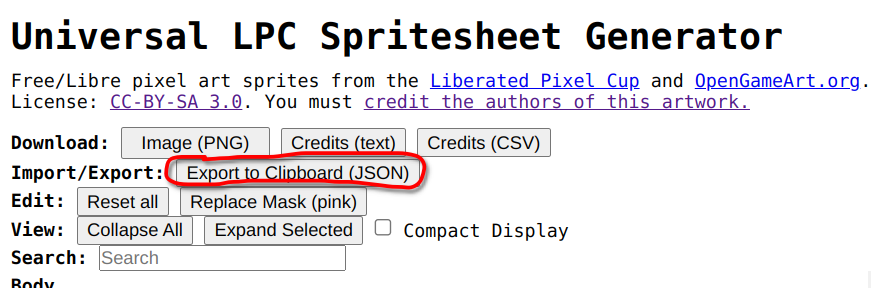 Universal LPC Spritesheet Generator
Free/Libre pixel art sprites from the Liberated Pixel Cup and OpenGameArt.org.
License: CC-BY-SA 3.0. You must credit the authors of this artwork.
Download: Image (PNG) Credits (text) Credits (CSV)
Import/Export: Export to Clipboard (JSON)
Edit: Reset all Replace Mask (pink)
View: Collapse All Expand Selected Compact Display
Search: Search
Body